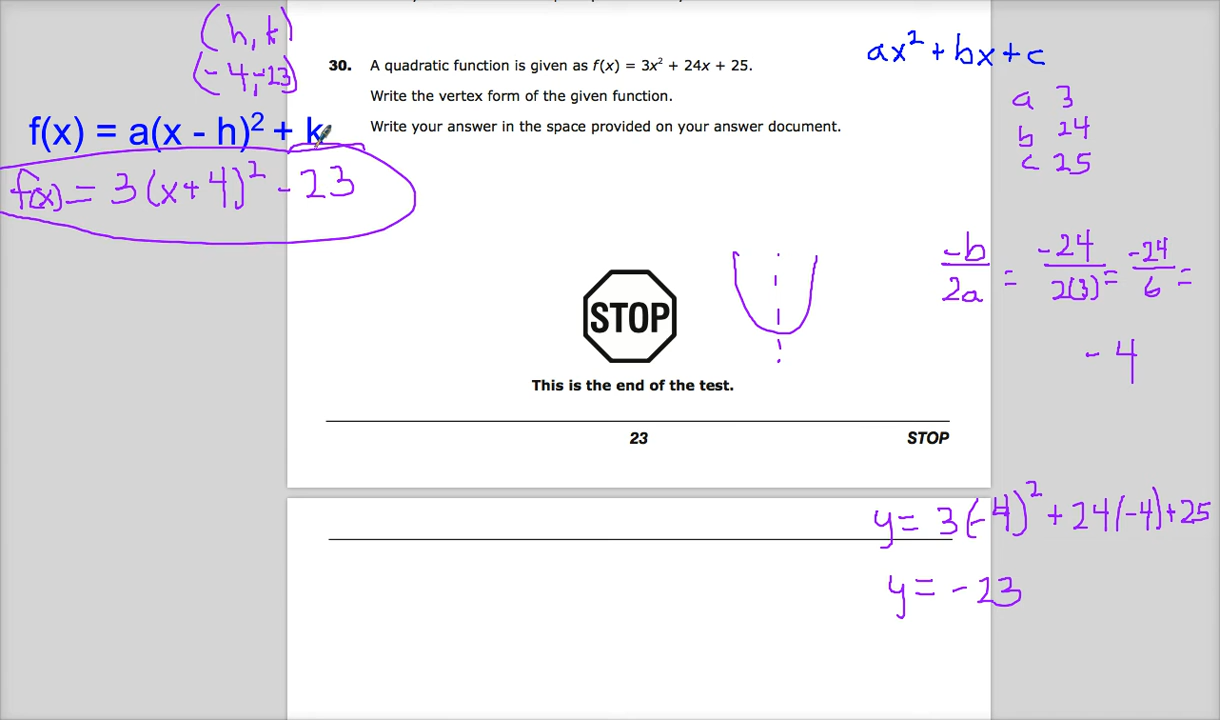 (h, k)
(-4, -23)
f(x) = a(x - h)² + k
f(x) = 3(x+4)² - 23
30. A quadratic function is given as f(x) = 3x² + 24x + 25.
Write the vertex form of the given function.
Write your answer in the space provided on your answer document.
ax² + bx + c
a 3
b 24
c 25
-b/2a = -24/2(3) = -24/6 =
-4
STOP
This is the end of the test.
23 STOP
y = 3(-4)² + 24(-4) + 25
y = -23